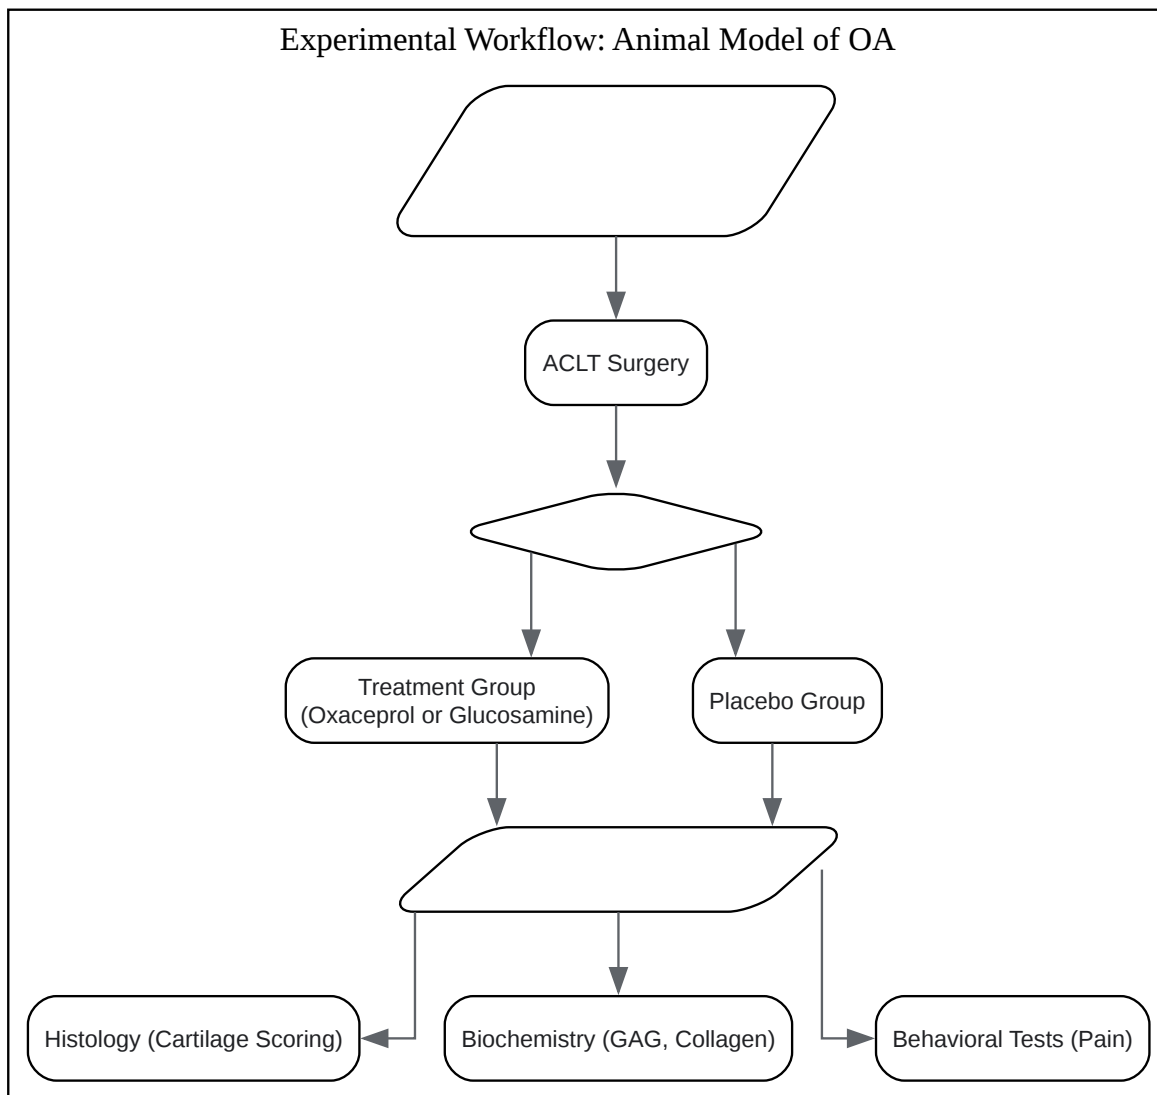 Experimental Workflow: Animal Model of OA
ACLT Surgery
Treatment Group
(Oxaceprol or Glucosamine)
Placebo Group
Histology (Cartilage Scoring)
Biochemistry (GAG, Collagen)
Behavioral Tests (Pain)